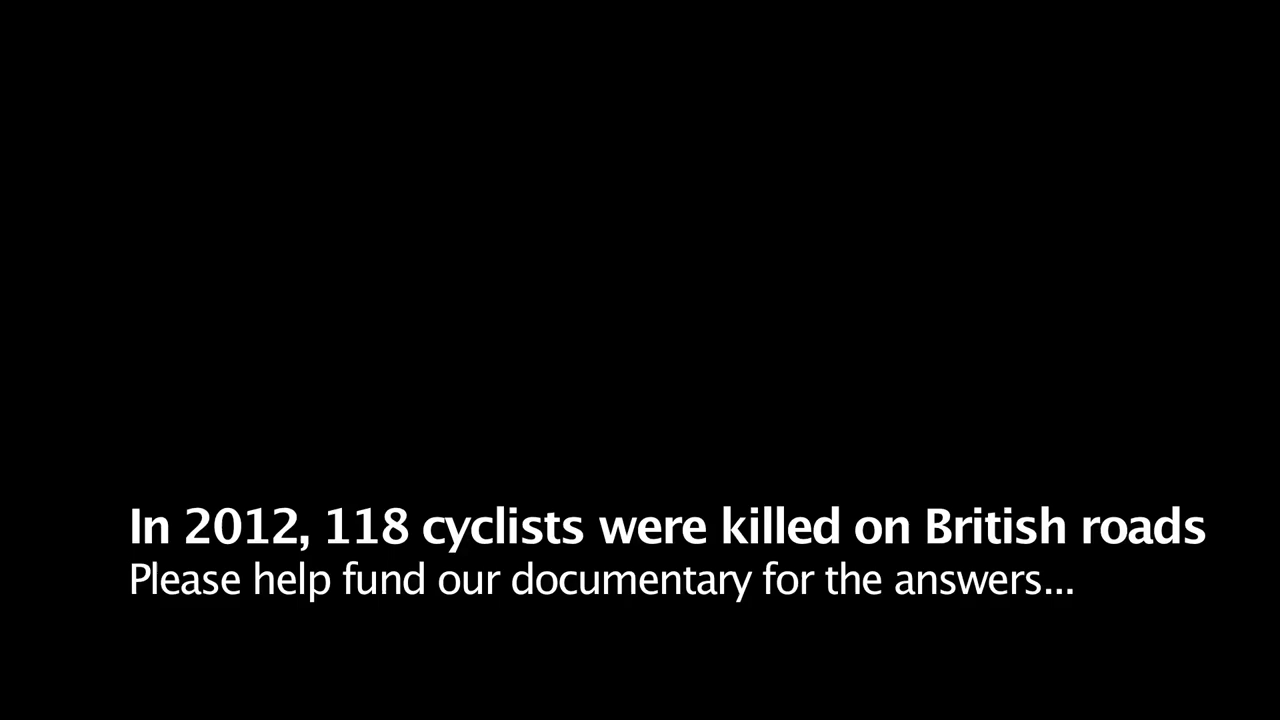 In 2012, 118 cyclists were killed on British roads
Please help fund our documentary for the answers...